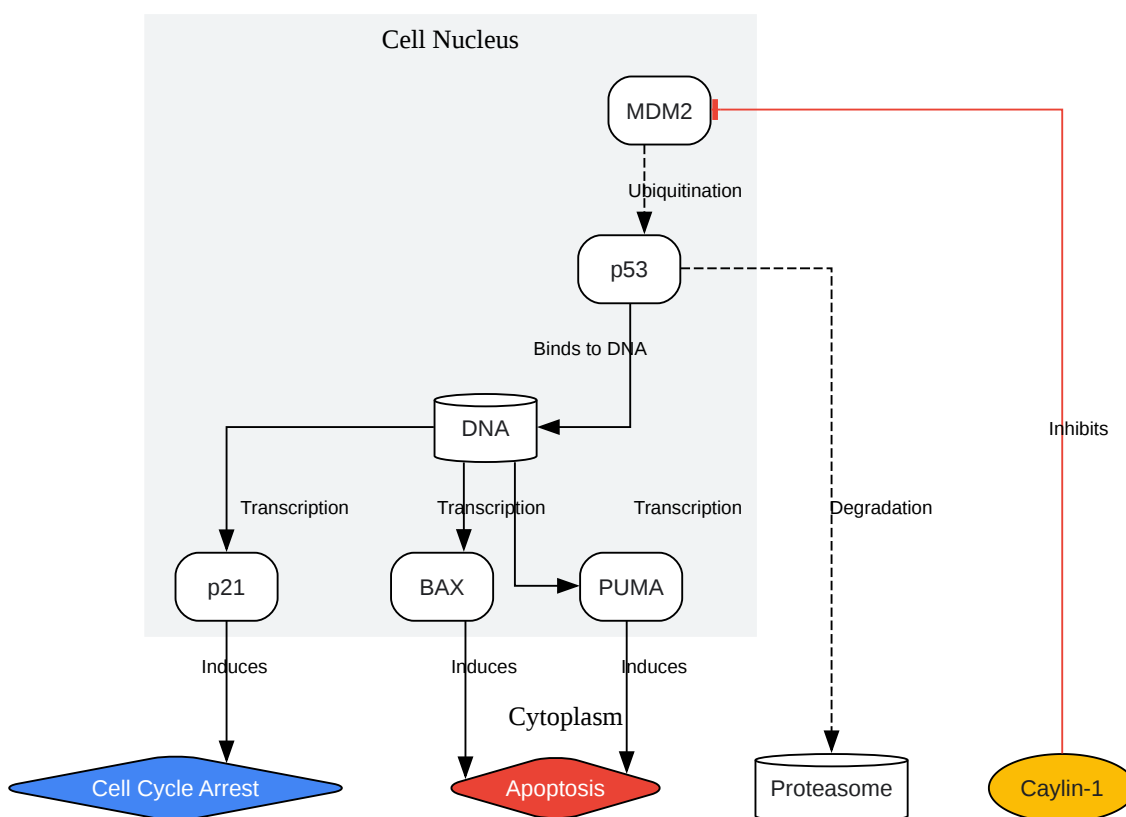 Cell Nucleus
MDM2
Ubiquitination
p53
Binds to DNA
DNA
Inhibits
Transcription
Transcription
Transcription
Degradation
p21
BAX
PUMA
Induces
Induces
Induces
Cytoplasm
Cell Cycle Arrest
Apoptosis
Proteasome
Caylin-1